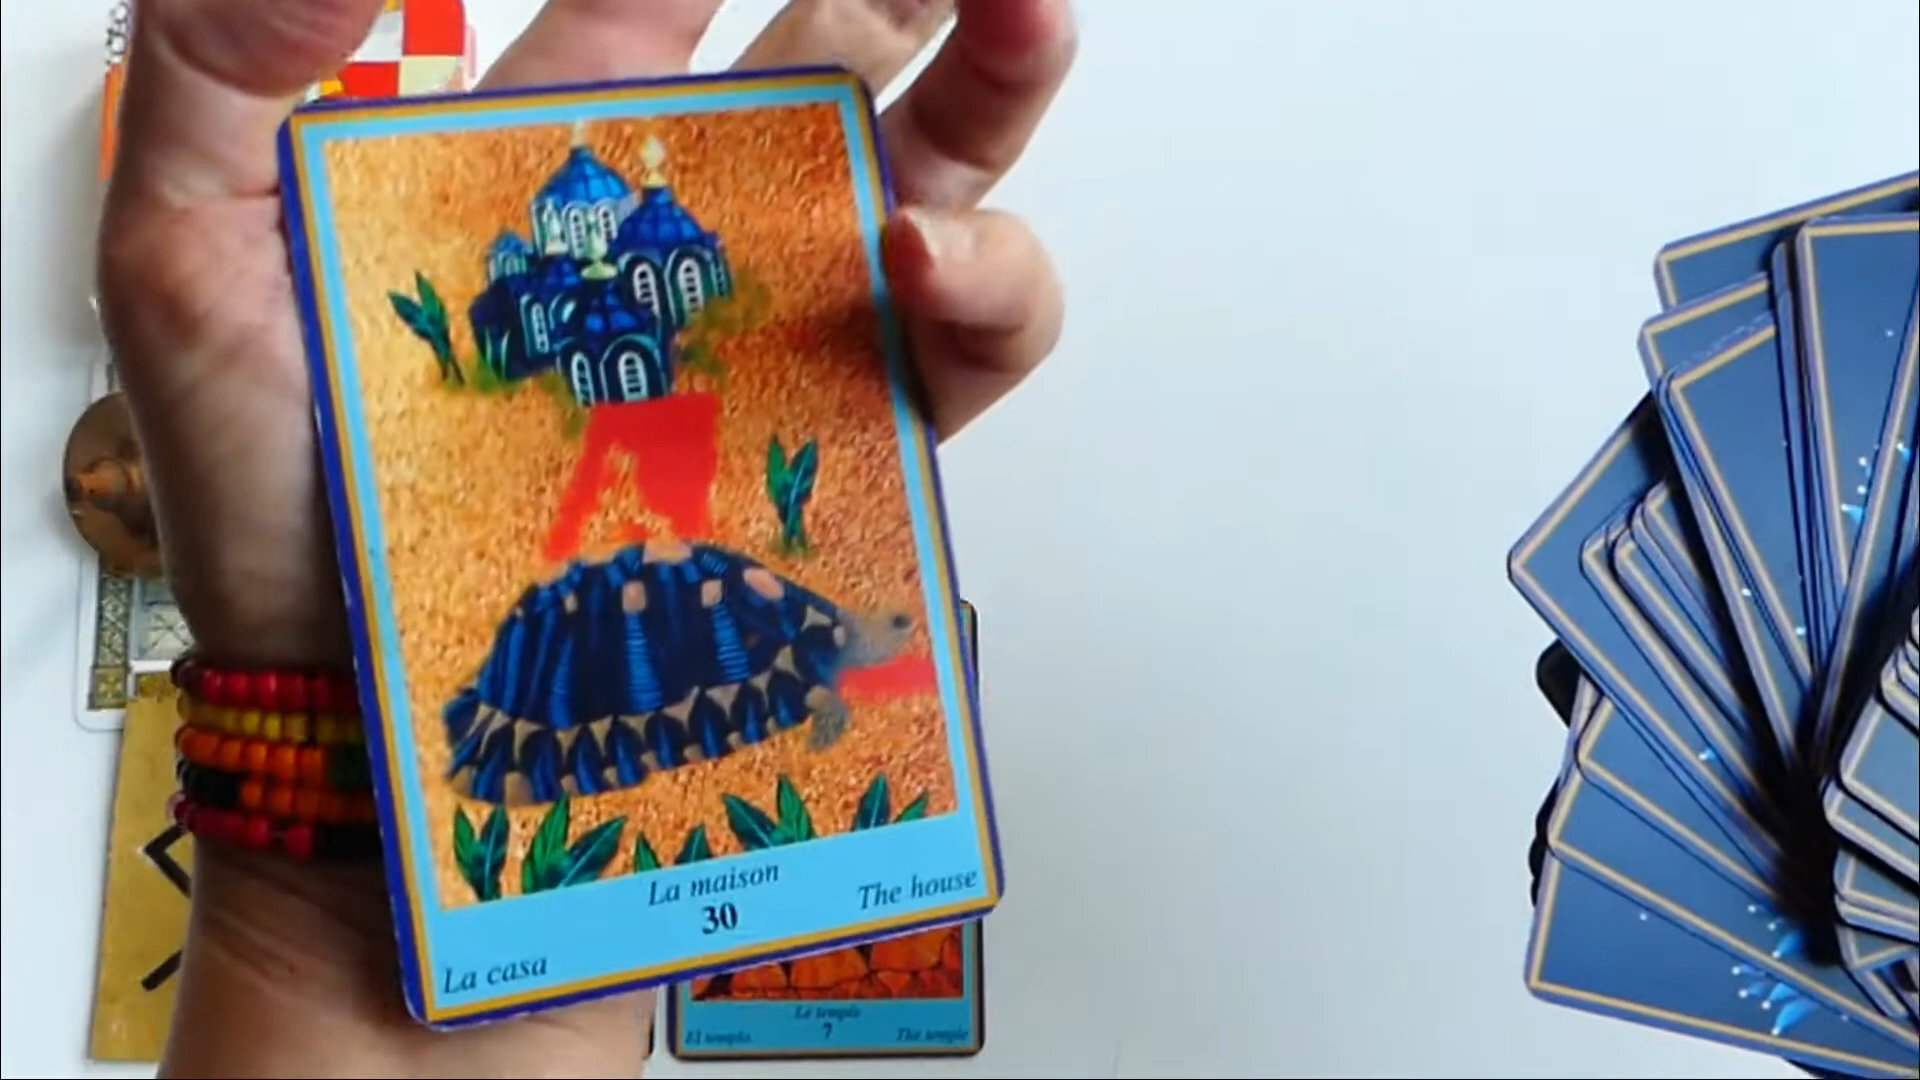 La maison
30
The house
La casa
Le temple
7
El templo
The temple